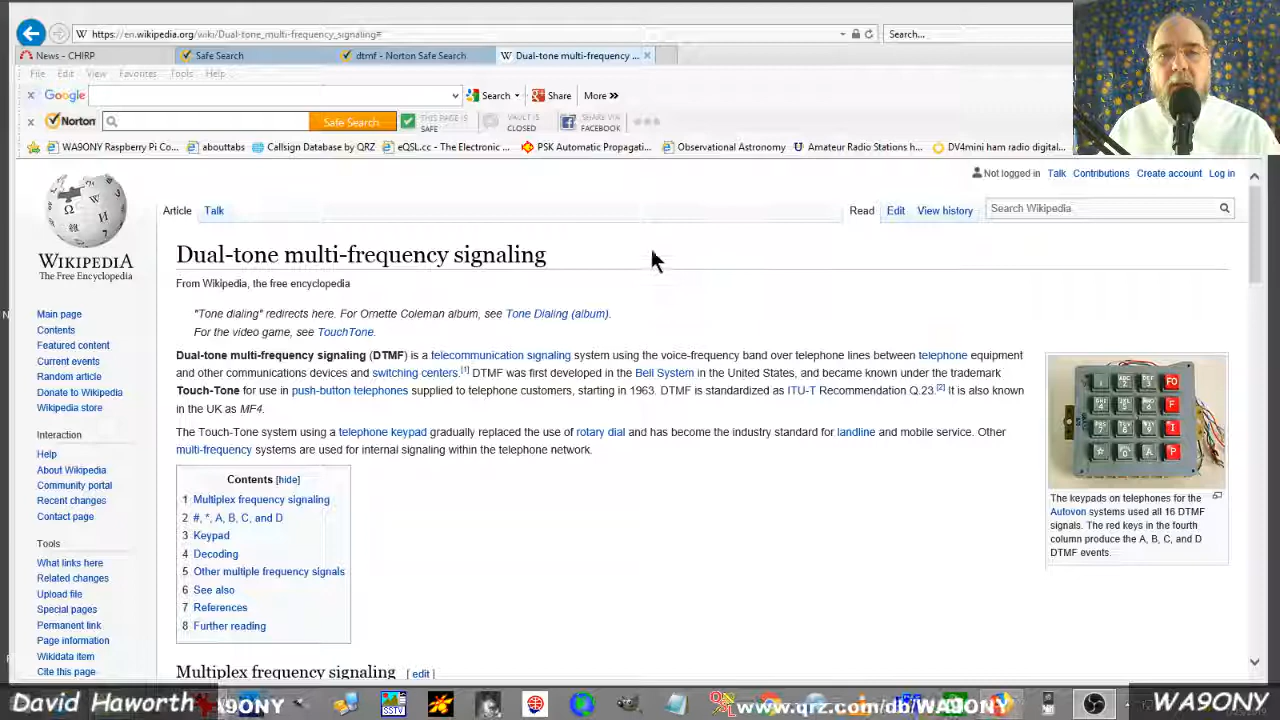 https://en.wikipedia.org/wiki/Dual-tone_multi-frequency_signaling#
Search...
News - CHIRP
Safe Search
dtmf - Norton Safe Search
Dual-tone multi-frequency ...
File Edit View Favorites Tools Help
Google
Search
Share
More »
Norton
Safe Search
THIS PAGE IS
SAFE
VAULT IS
CLOSED
SHARE VIA
FACEBOOK
WA9ONY Raspberry Pi Co...
abouttabs
Callsign Database by QRZ
eQSL.cc - The Electronic ...
PSK Automatic Propagati...
Observational Astronomy
Amateur Radio Stations h...
DV4mini ham radio digital...
Not logged in Talk Contributions Create account Log in
Article Talk
Read Edit View history
Search Wikipedia
WIKIPEDIA
The Free Encyclopedia
Main page
Contents
Featured content
Current events
Random article
Donate to Wikipedia
Wikipedia store
Interaction
Help
About Wikipedia
Community portal
Recent changes
Contact page
Tools
What links here
Related changes
Upload file
Special pages
Permanent link
Page information
Wikidata item
Cite this page
Dual-tone multi-frequency signaling
From Wikipedia, the free encyclopedia
"Tone dialing" redirects here. For Ornette Coleman album, see Tone Dialing (album).
For the video game, see TouchTone.
Dual-tone multi-frequency signaling (DTMF) is a telecommunication signaling system using the voice-frequency band over telephone lines between telephone equipment
and other communications devices and switching centers.[1] DTMF was first developed in the Bell System in the United States, and became known under the trademark
Touch-Tone for use in push-button telephones supplied to telephone customers, starting in 1963. DTMF is standardized as ITU-T Recommendation Q.23.[2] It is also known
in the UK as MF4.
The Touch-Tone system using a telephone keypad gradually replaced the use of rotary dial and has become the industry standard for landline and mobile service. Other
multi-frequency systems are used for internal signaling within the telephone network.
Contents [hide]
1 Multiplex frequency signaling
2 #, *, A, B, C, and D
3 Keypad
4 Decoding
5 Other multiple frequency signals
6 See also
7 References
8 Further reading
Multiplex frequency signaling [ edit ]
FO
F
I
P
The keypads on telephones for the
Autovon systems used all 16 DTMF
signals. The red keys in the fourth
column produce the A, B, C, and D
DTMF events.
David Haworth
WA9ONY
SSTV
www.qrz.com/db/WA9ONY
WA9ONY